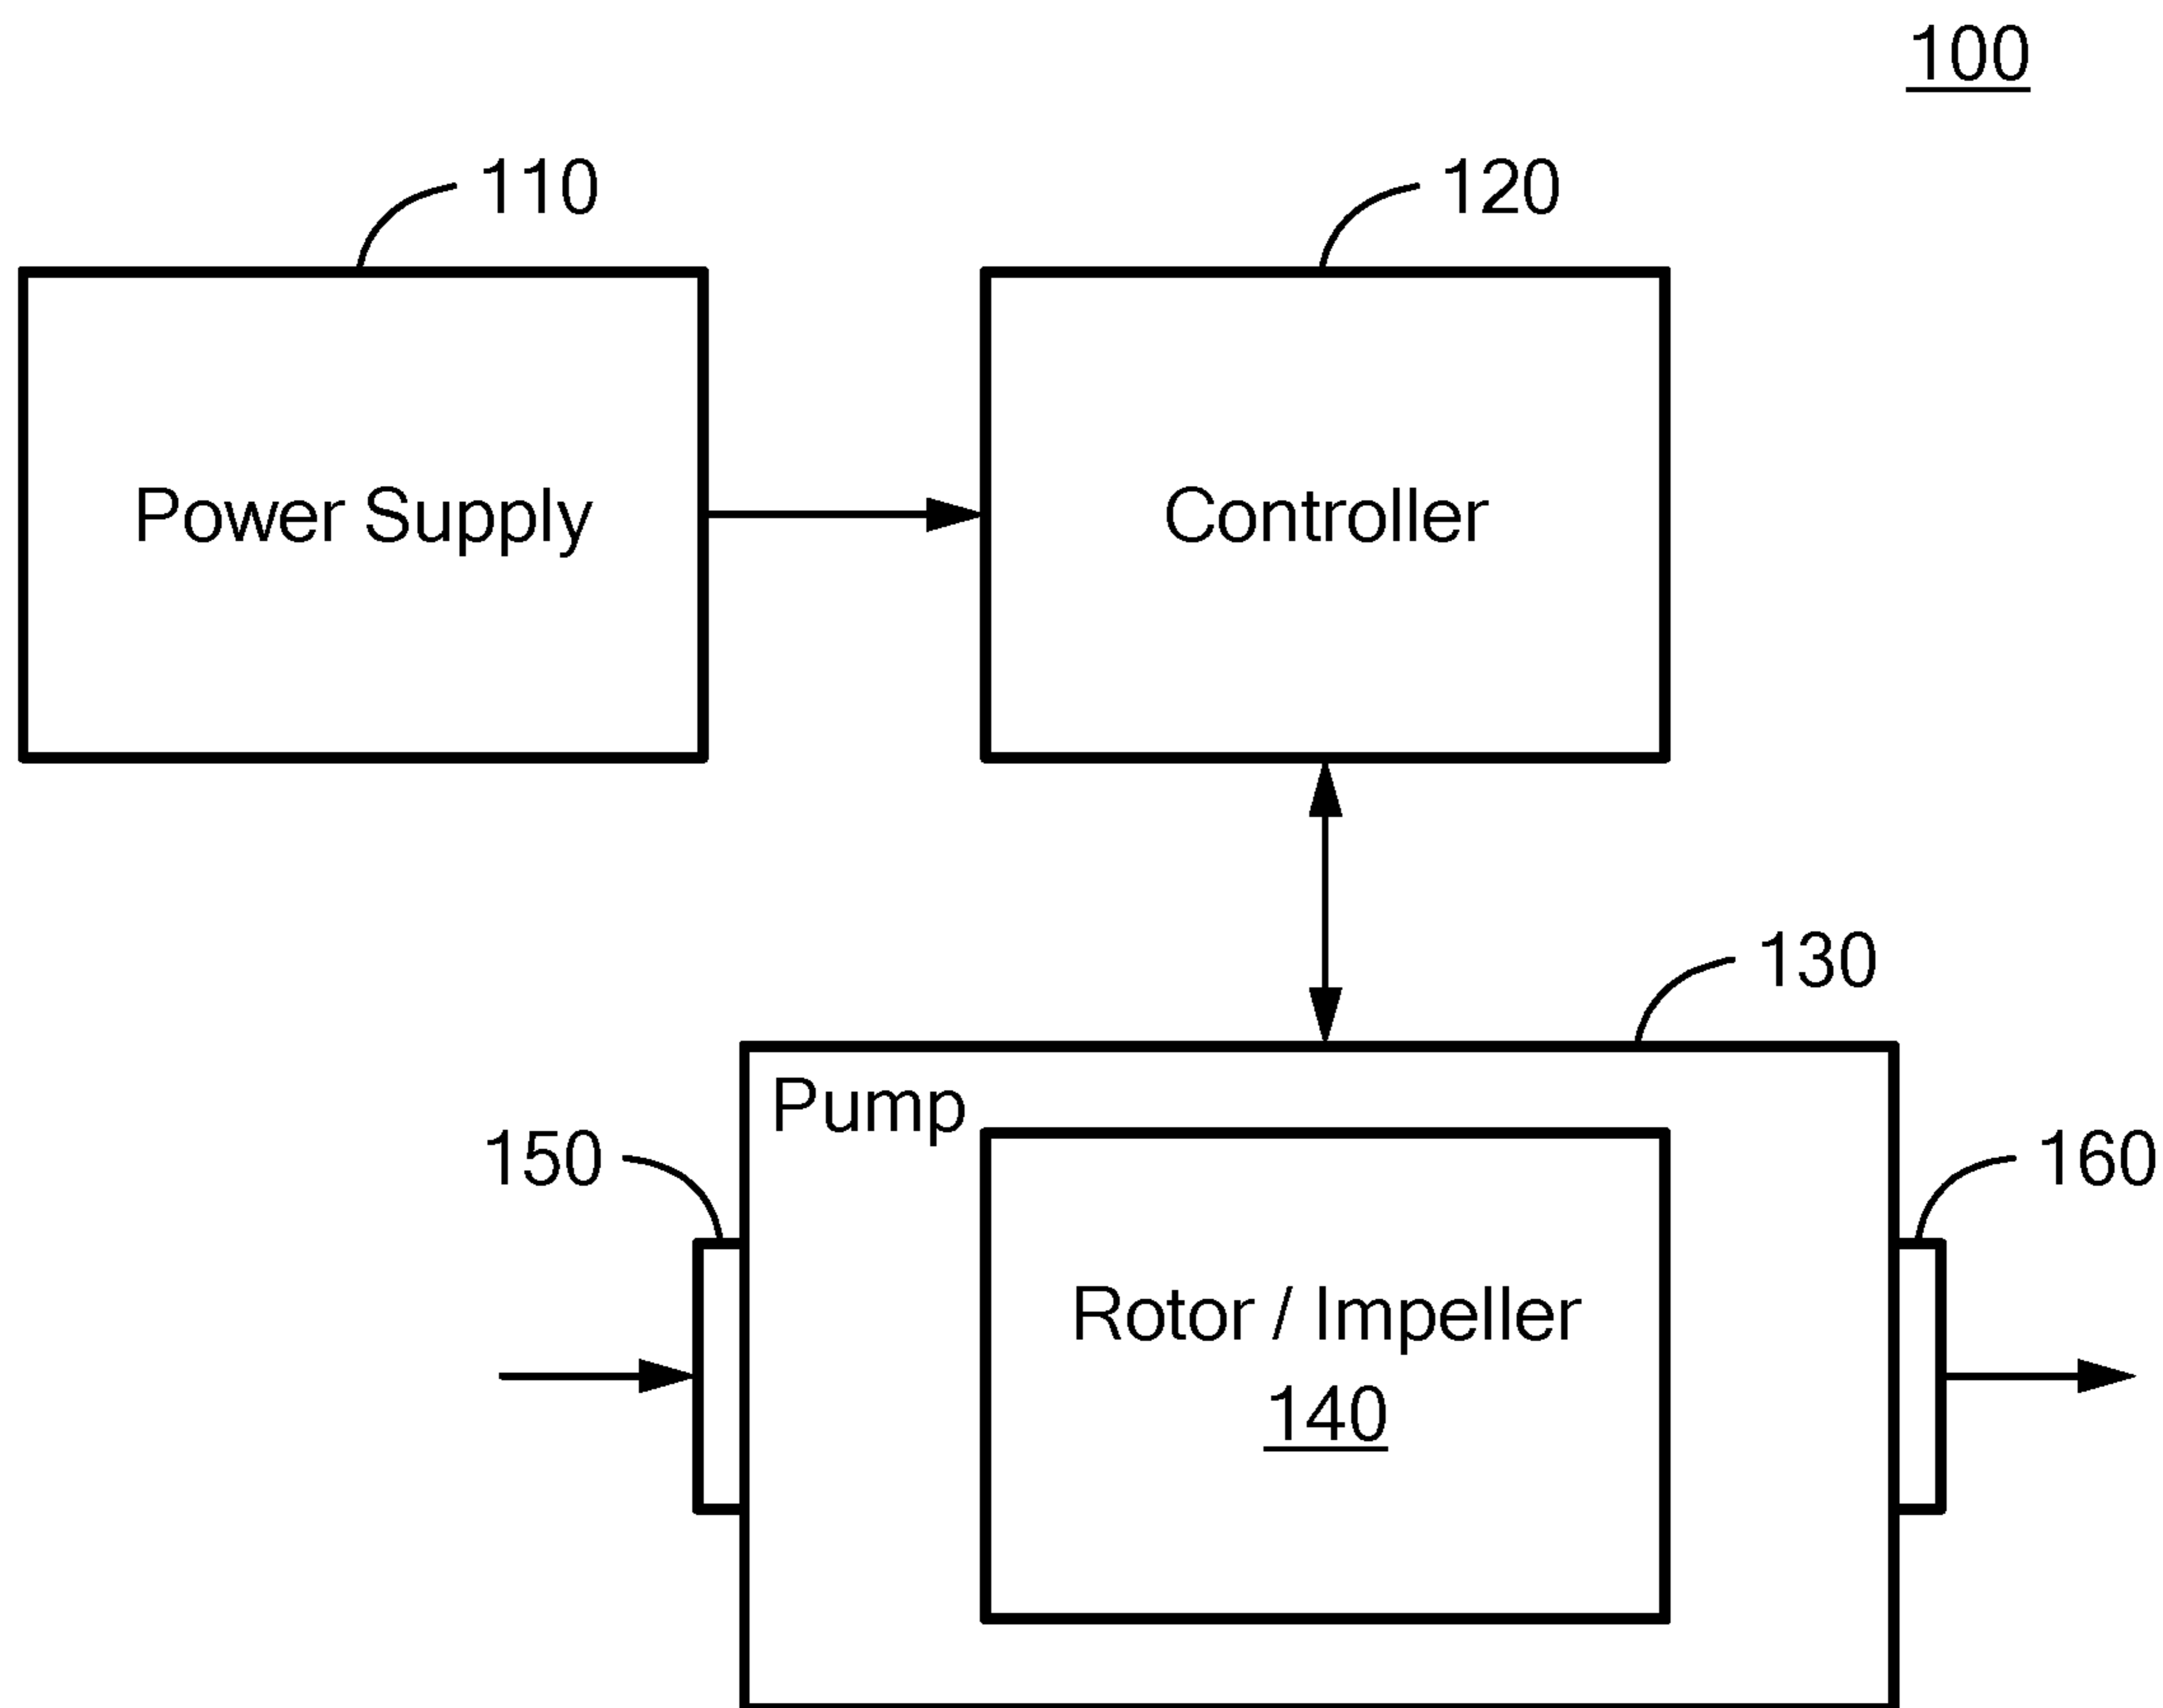 100
110
120
Power Supply
Controller
130
Pump
150
160
Rotor / Impeller
140